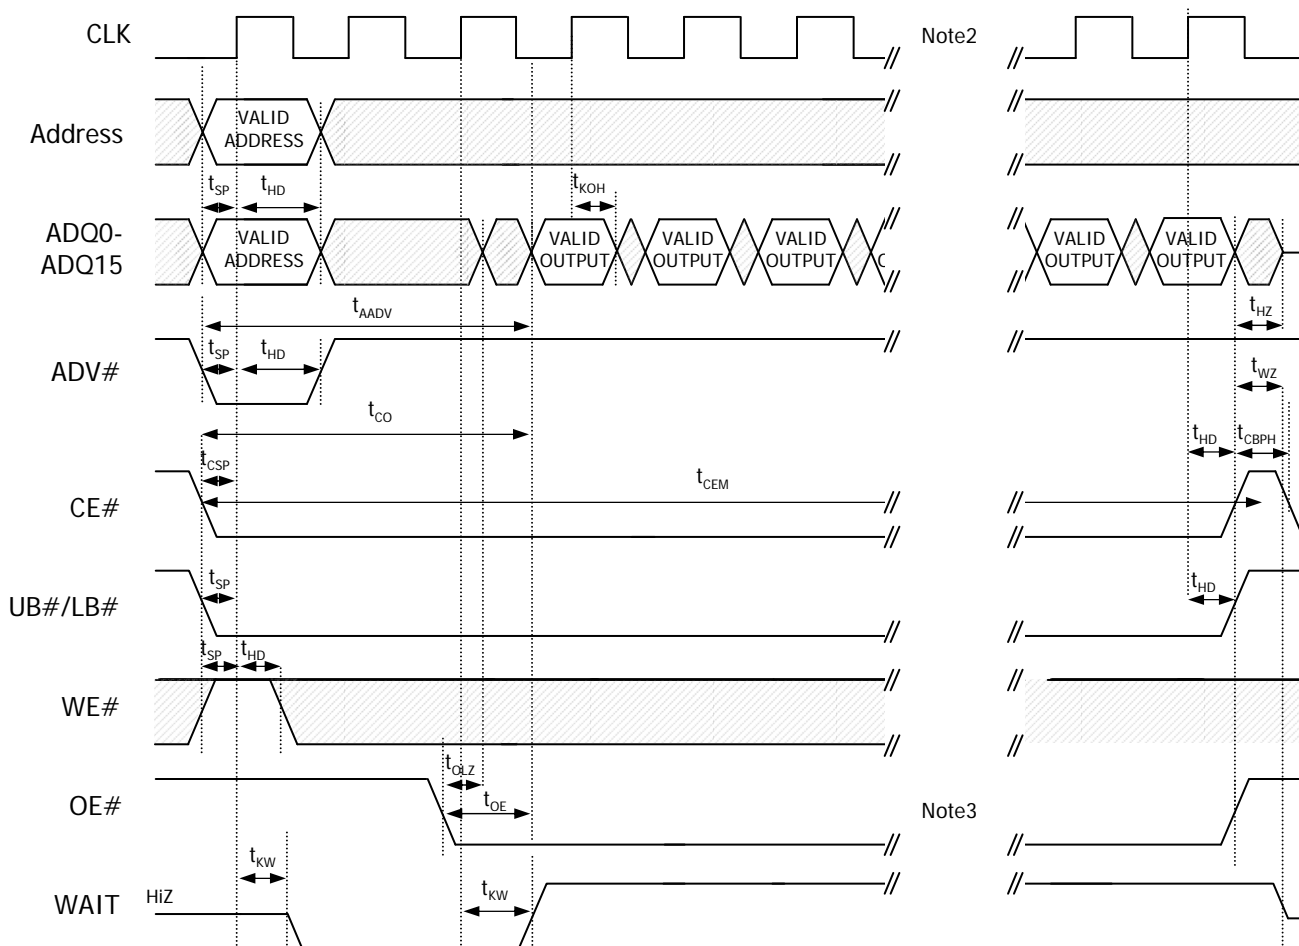 CLK
Note2
Address
VALID
ADDRESS
tSP
tHD
tKOH
ADQ0-
ADQ15
VALID
ADDRESS
VALID
OUTPUT
VALID
OUTPUT
VALID
OUTPUT
VALID
OUTPUT
VALID
OUTPUT
tAADV
tHZ
ADV#
tSP
tHD
tWZ
tCO
tHD
tCBPH
tCSP
tCEM
CE#
UB#/LB#
tSP
tHD
tSP
tHD
WE#
tOLZ
OE#
tOE
Note3
tKW
WAIT
HiZ
tKW